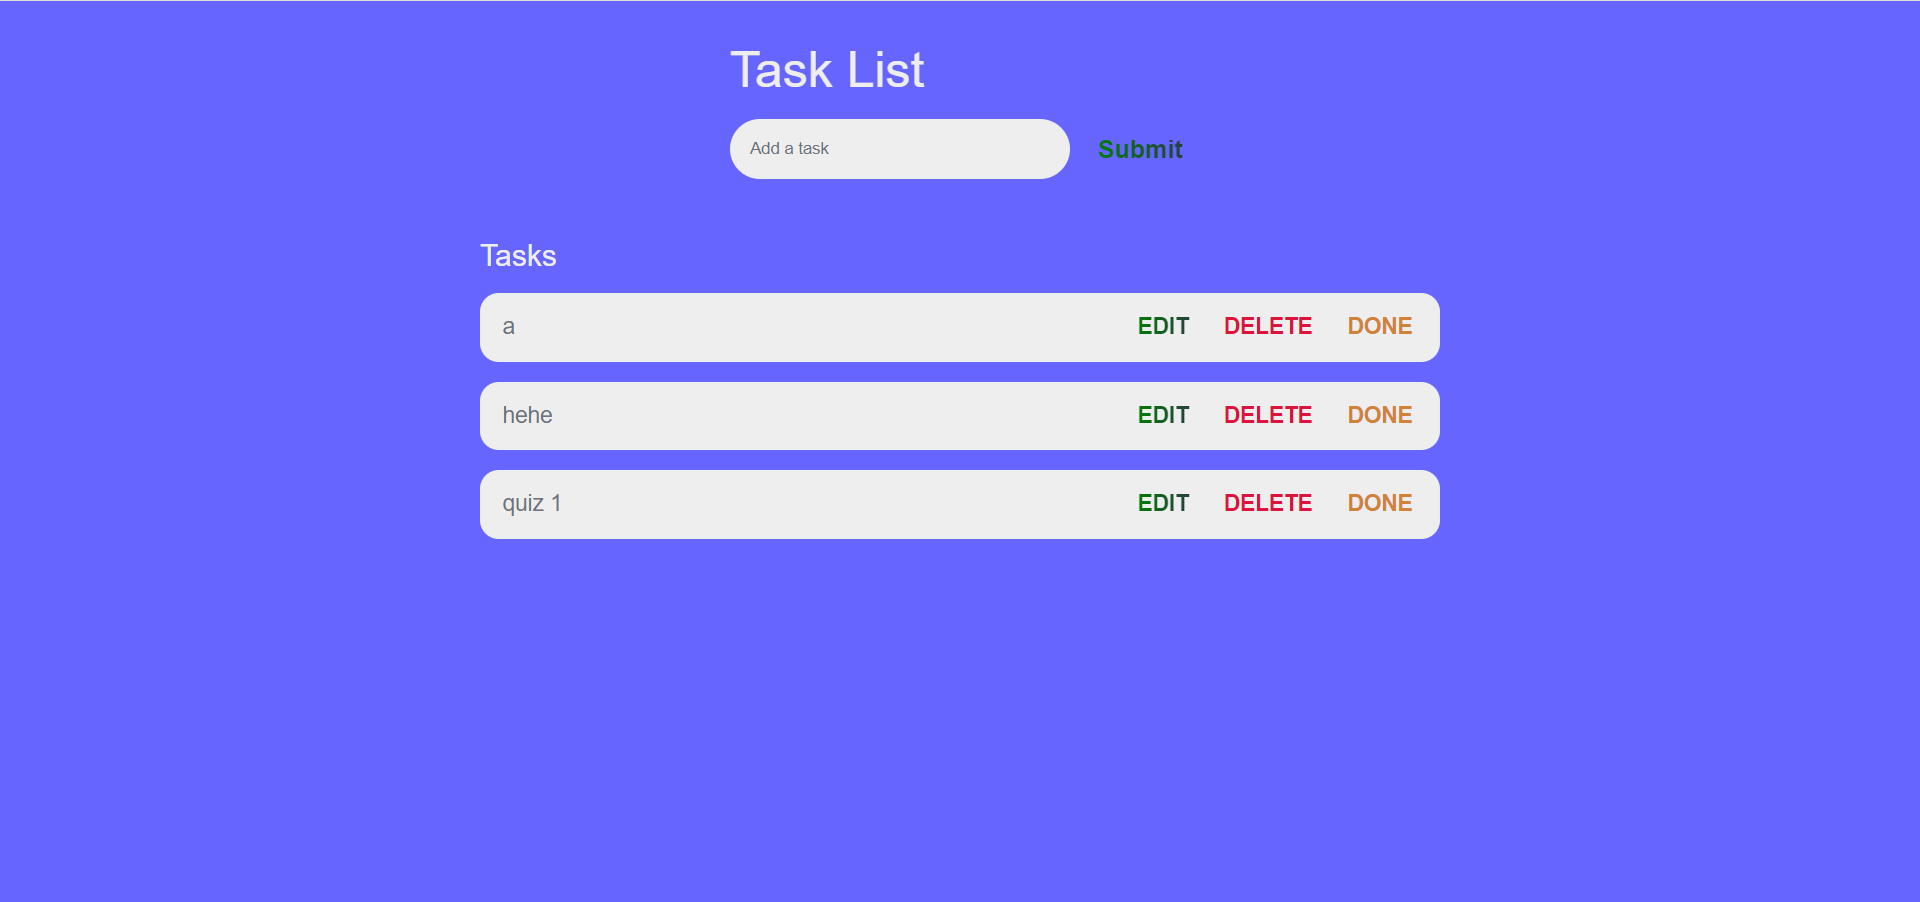 Task List
Add a task Submit
Tasks
a EDIT DELETE DONE
hehe EDIT DELETE DONE
quiz 1 EDIT DELETE DONE